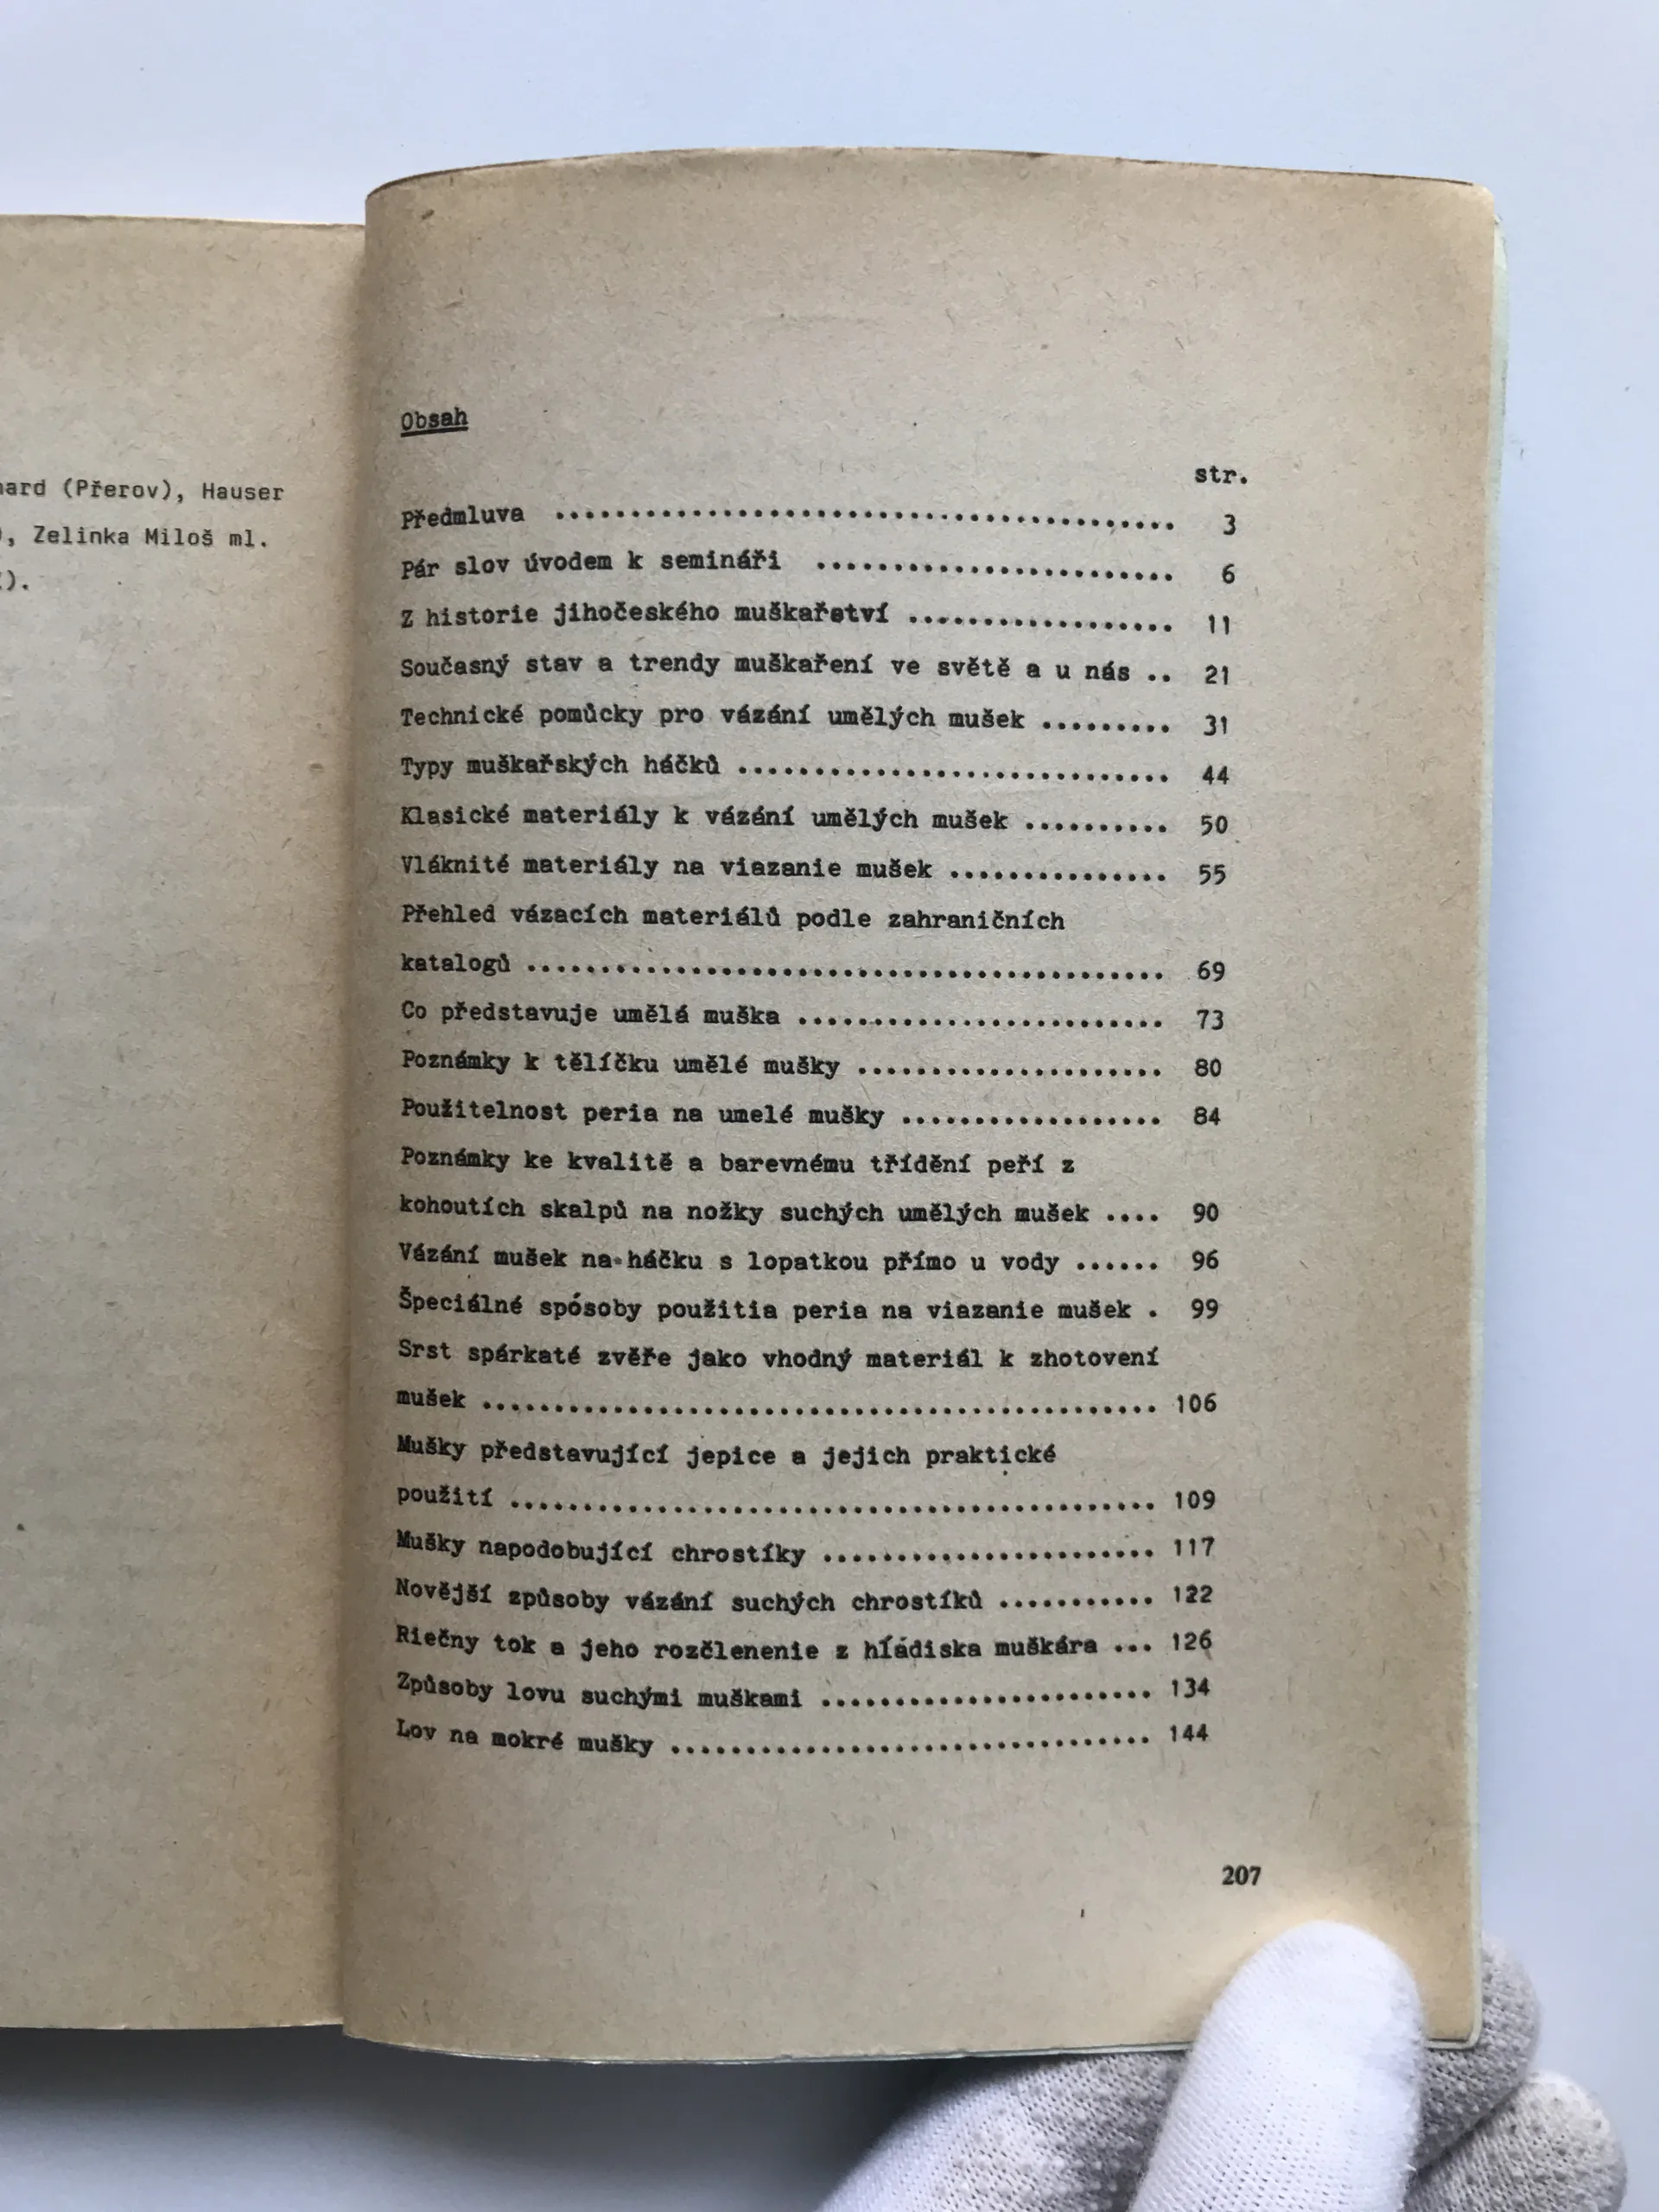 (Přerov), Hauser
, Zelinka Miloš ml.
).
Obsah
str.
Předmluva ......................................... 3
Pár slov úvodem k semináři ........................ 6
Z historie jihočeského muškařství .................. 11
Současný stav a trendy muškaření ve světě a u nás .. 21
Technické pomůcky pro vázání umělých mušek ......... 31
Typy muškařských háčků ............................. 44
Klasické materiály k vázání umělých mušek .......... 50
Vláknité materiály na viazanie mušek ............... 55
Přehled vázacích materiálů podle zahraničních
katalogů ........................................... 69
Co představuje umělá muška ......................... 73
Poznámky k tělíčku umělé mušky ..................... 80
Použitelnost peria na umelé mušky .................. 84
Poznámky ke kvalitě a barevnému třídění peří z
kohoutích skalpů na nožky suchých umělých mušek .... 90
Vázání mušek na háčku s lopatkou přímo u vody ...... 96
Špeciálné spósoby použitia peria na viazanie mušek . 99
Srst spárkaté zvěře jako vhodný materiál k zhotovení
mušek .............................................. 106
Mušky představující jepice a jejich praktické
použití ............................................ 109
Mušky napodobující chrostíky ....................... 117
Novější způsoby vázání suchých chrostíků ........... 122
Riečny tok a jeho rozčlenenie z hĺádiska muškára ... 126
Způsoby lovu suchými muškami ....................... 134
Lov na mokré mušky ................................. 144
207